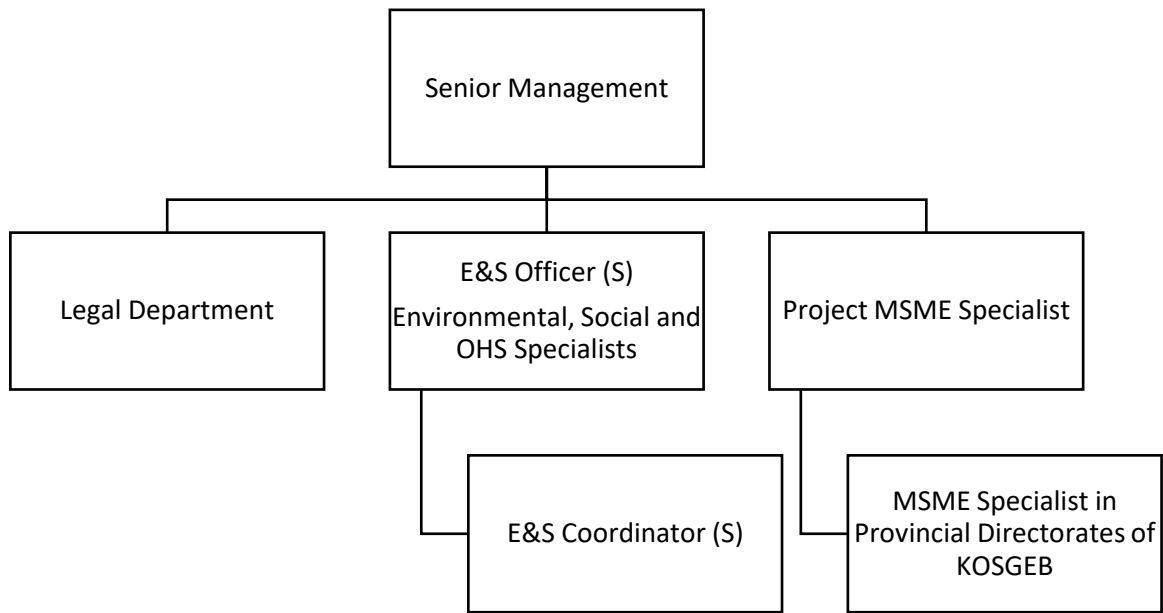 Senior Management
Legal Department
E&S Officer (S)
Environmental, Social and
OHS Specialists
Project MSME Specialist
E&S Coordinator (S)
MSME Specialist in
Provincial Directorates of
KOSGEB